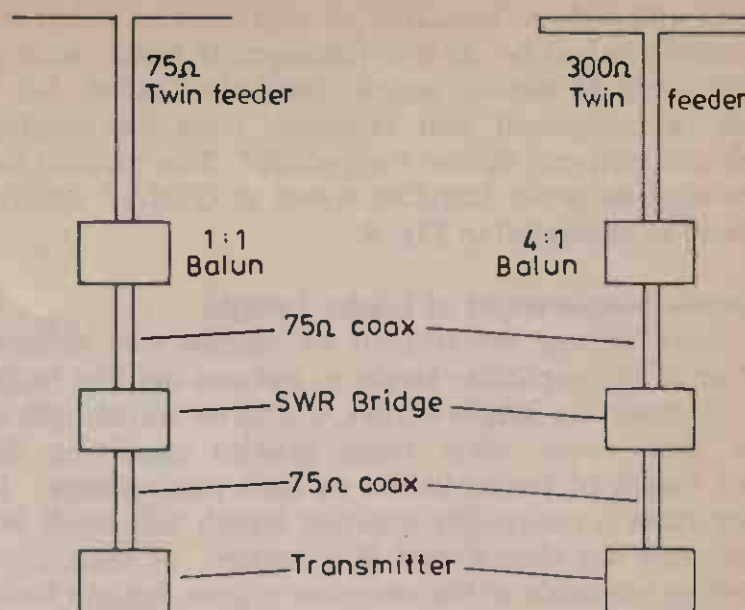 75Ω
Twin feeder
300Ω
Twin feeder
1:1
Balun
4:1
Balun
75Ω coax
SWR Bridge
75Ω coax
Transmitter